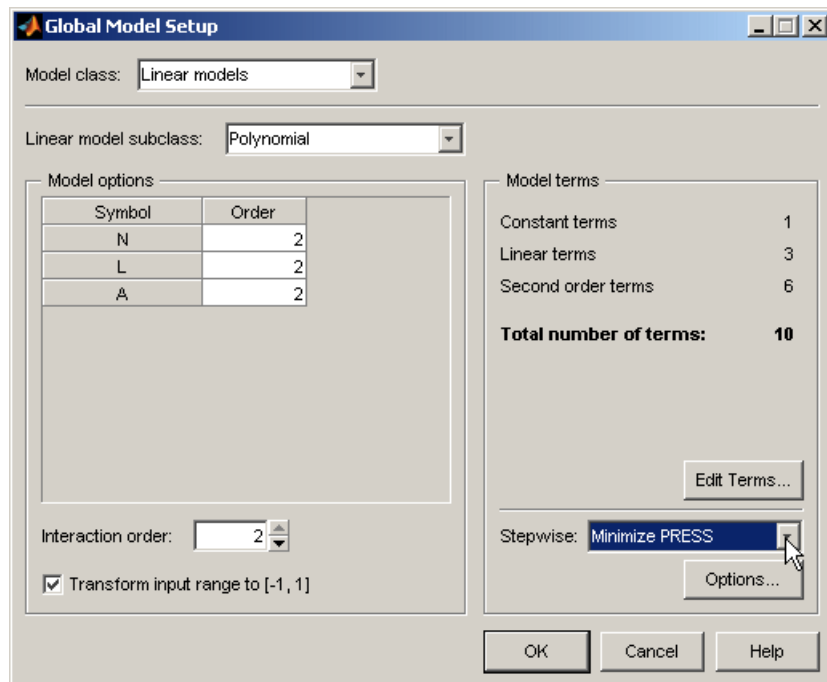 Global Model Setup
Model class: Linear models
Linear model subclass: Polynomial
Model options
Symbol Order
N 2
L 2
A 2
Interaction order: 2
Transform input range to [-1, 1]
Model terms
Constant terms 1
Linear terms 3
Second order terms 6
Total number of terms: 10
Edit Terms...
Stepwise: Minimize PRESS
Options...
OK Cancel Help